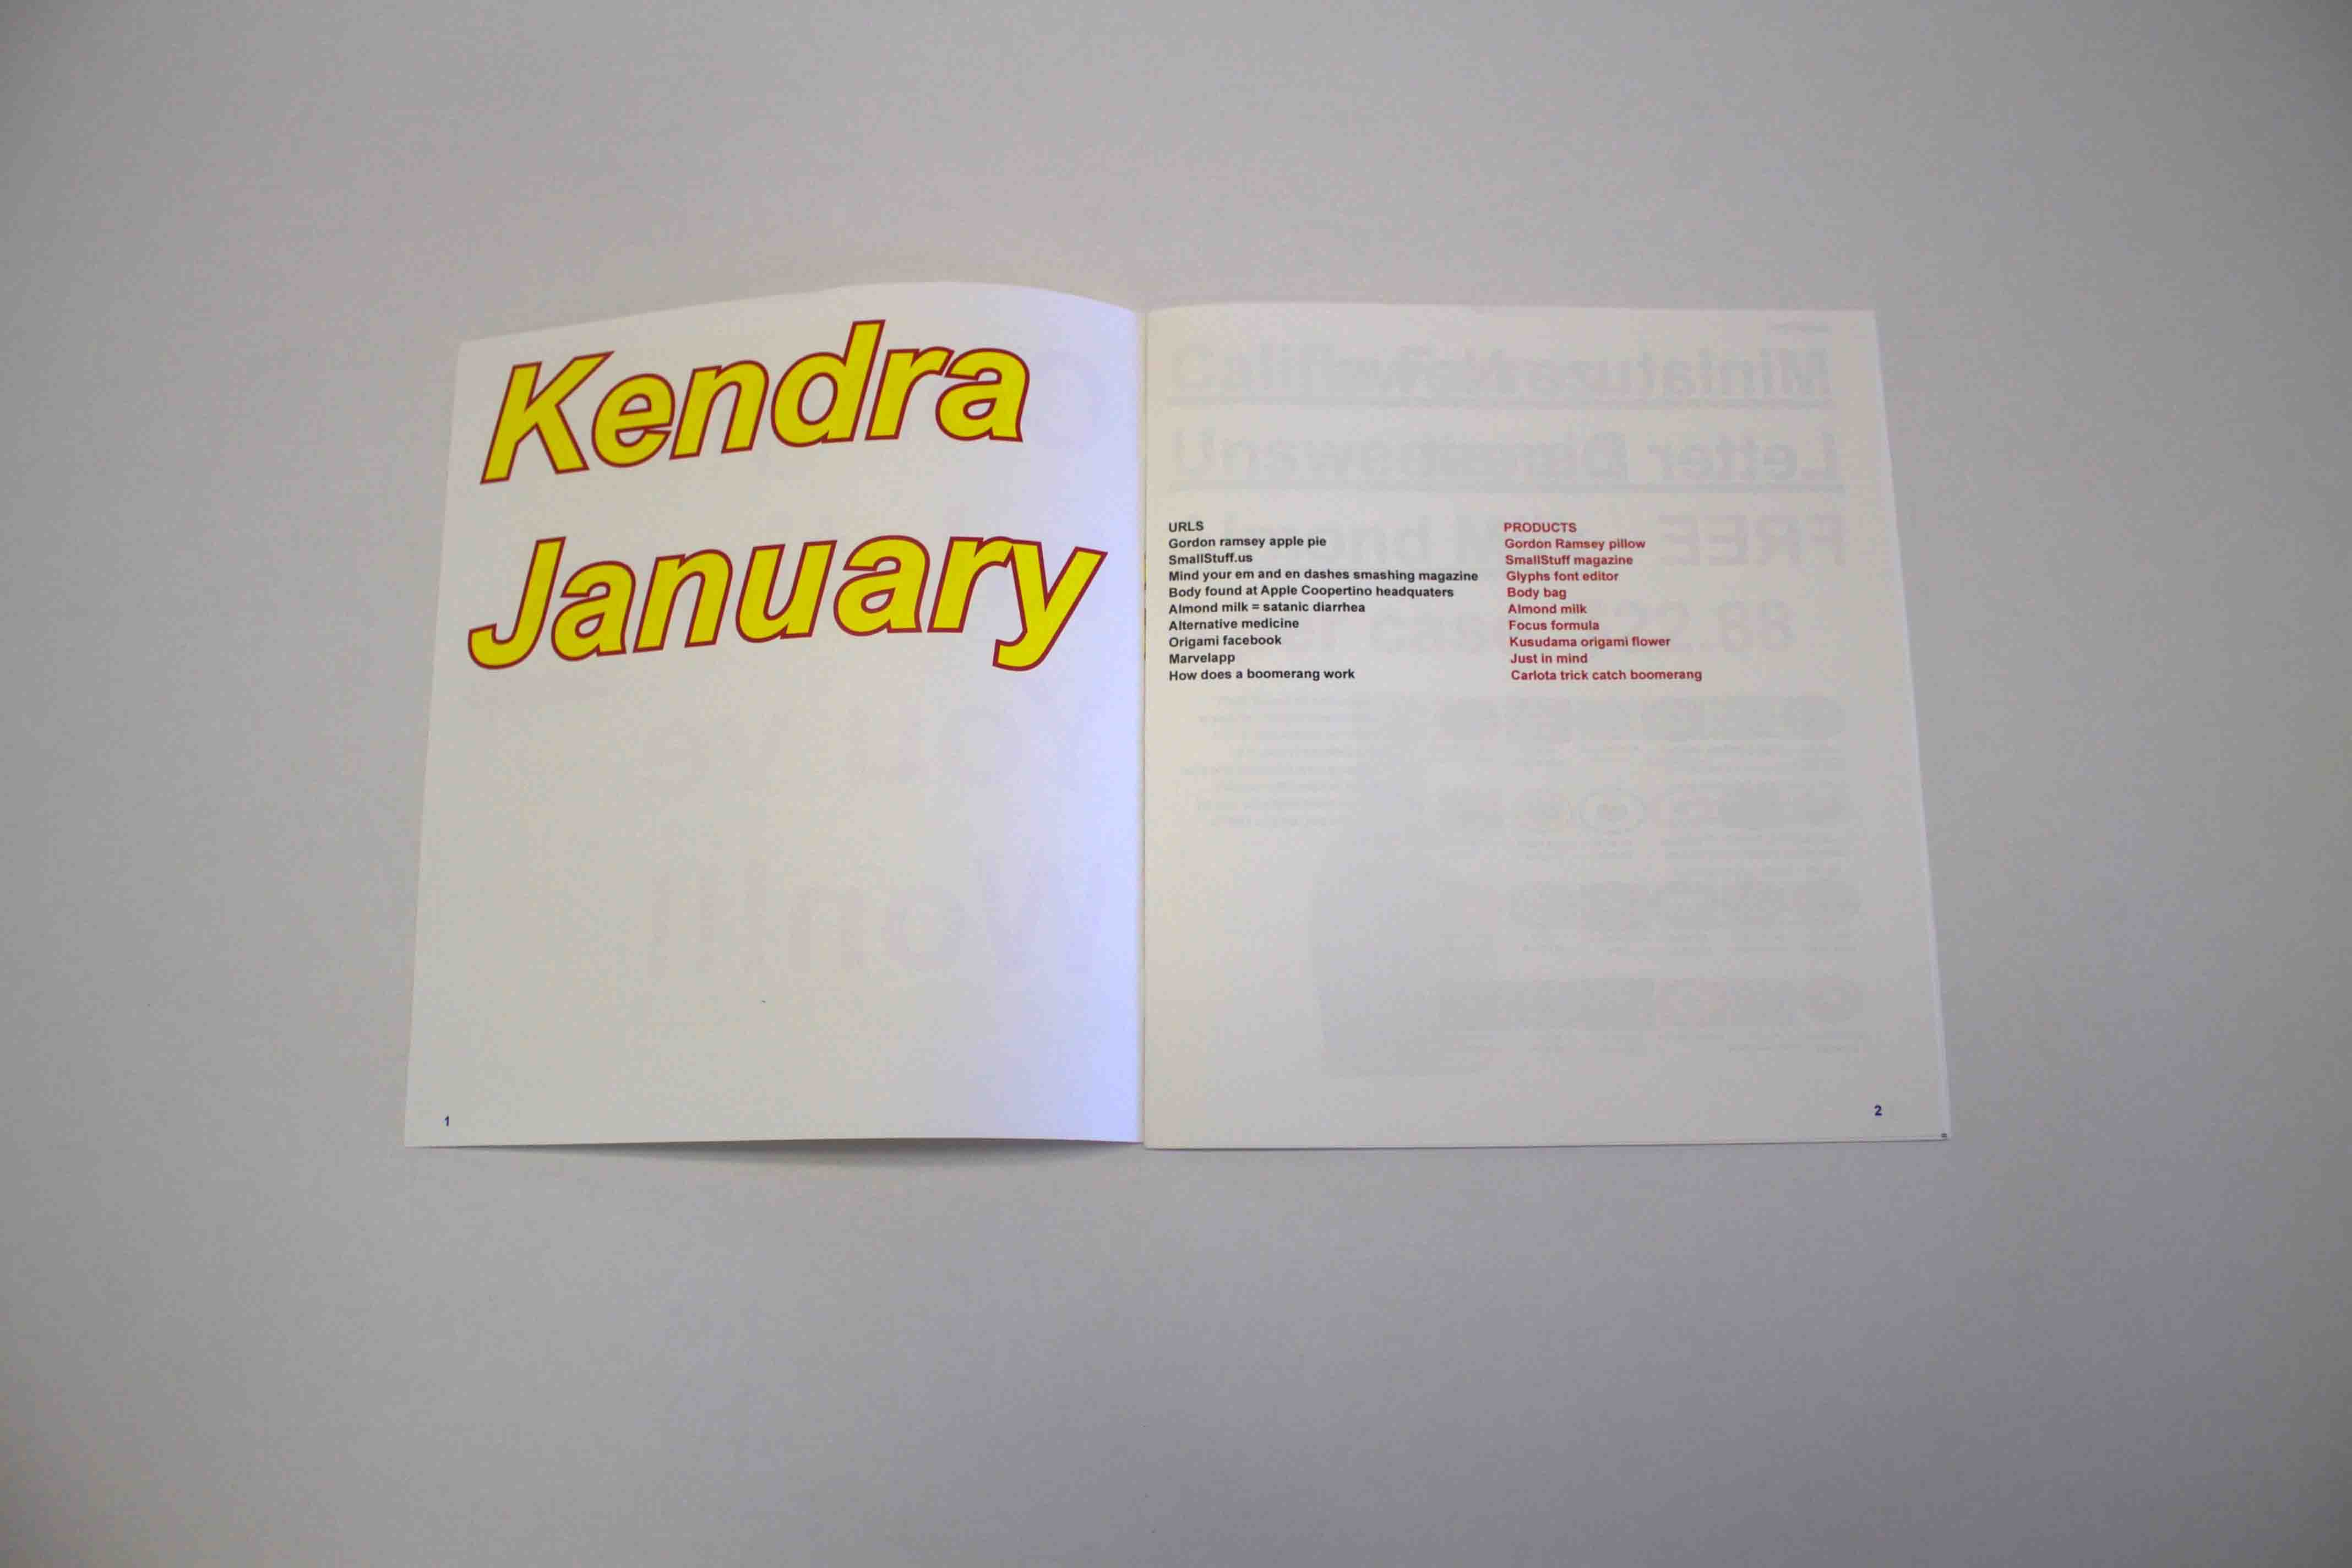 Kendra
January
1
URLS
Gordon ramsey apple pie
SmallStuff.us
Mind your em and en dashes smashing magazine
Body found at Apple Coopertino headquaters
Almond milk = satanic diarrhea
Alternative medicine
Origami facebook
Marvelapp
How does a boomerang work
PRODUCTS
Gordon Ramsey pillow
SmallStuff magazine
Glyphs font editor
Body bag
Almond milk
Focus formula
Kusudama origami flower
Just in mind
Carlota trick catch boomerang
2